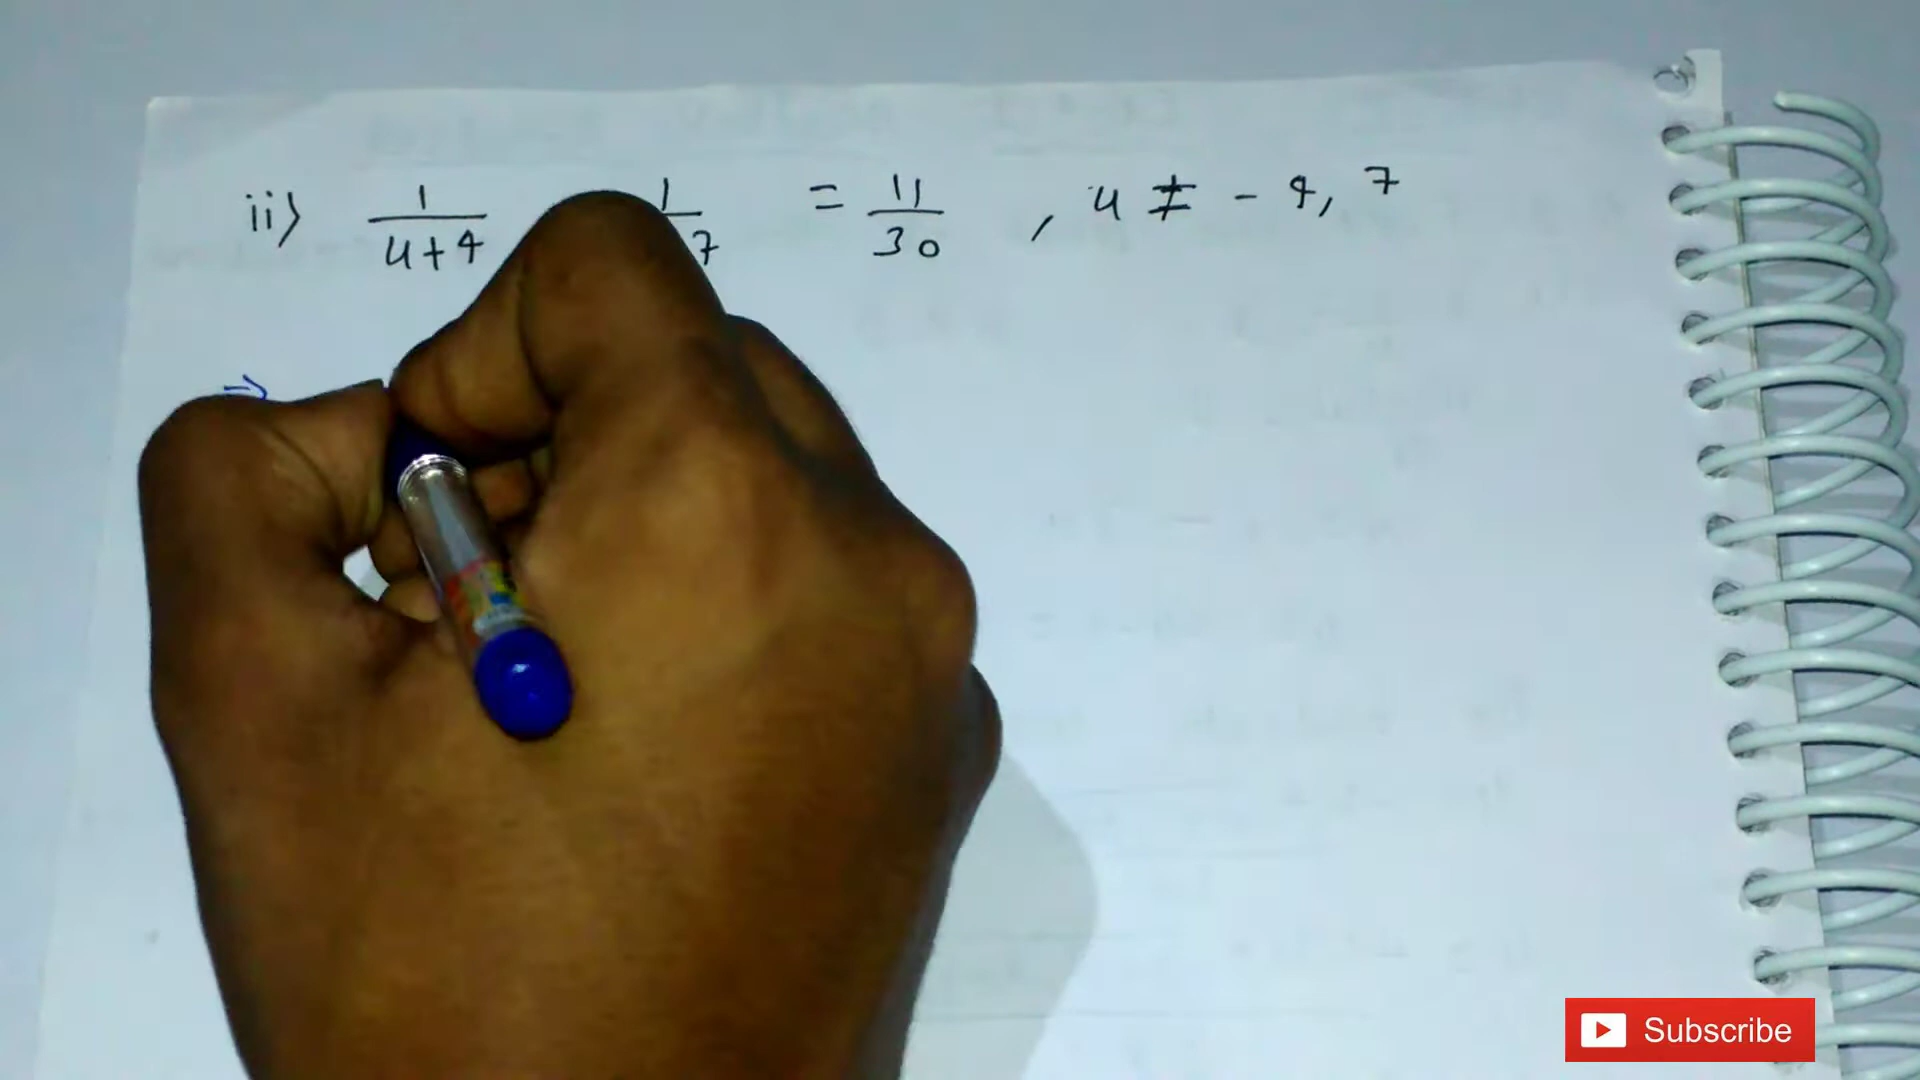 ii) 1/(x+4) 1/ 7 = 11/30 , x ≠ - 4, 7
⇒
Subscribe